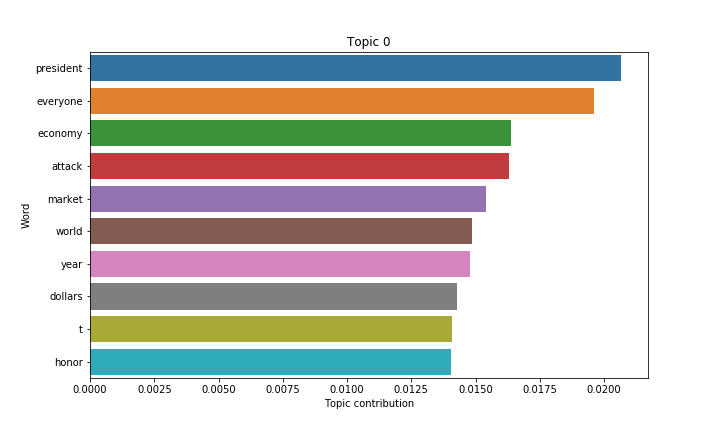 Topic 0
president
everyone
economy
attack
market
world
year
dollars
t
honor
Word
0.0000 0.0025 0.0050 0.0075 0.0100 0.0125 0.0150 0.0175 0.0200
Topic contribution